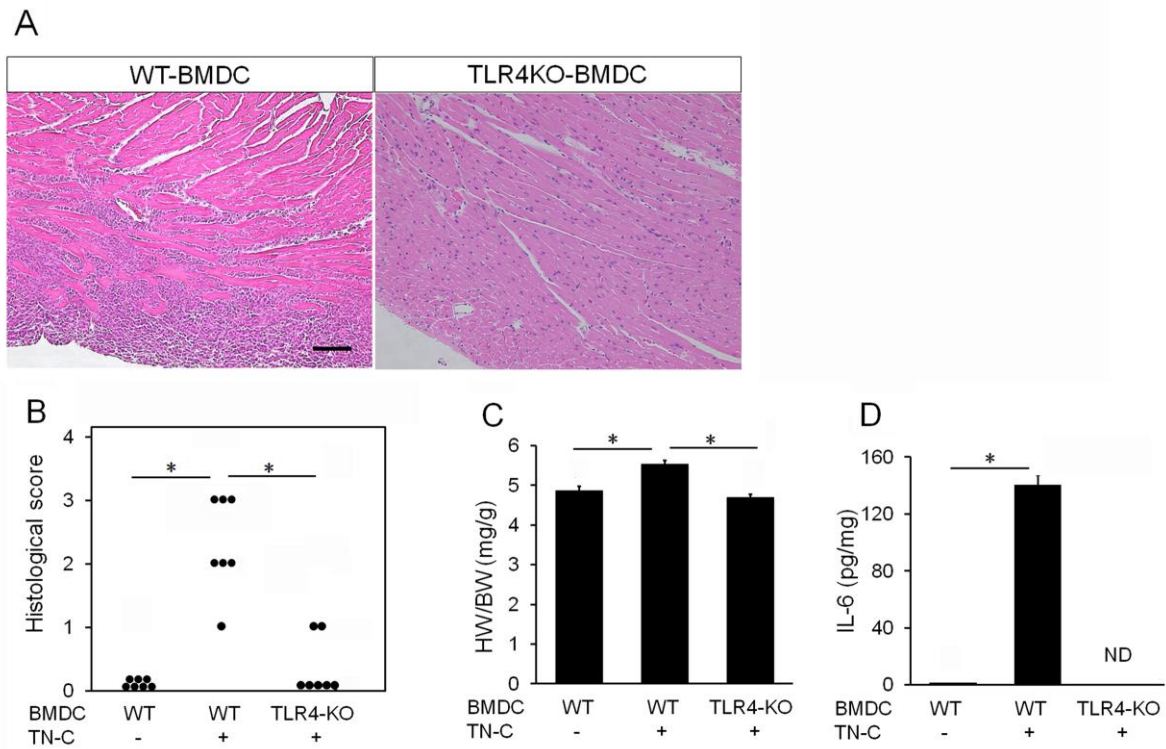 A
WT-BMDC TLR4KO-BMDC
B
Histological score
4
3
2
1
0
* *
BMDC WT WT TLR4-KO
TN-C - + +
C
HW/BW (mg/g)
6
5
4
3
2
1
0
* *
BMDC WT WT TLR4-KO
TN-C - + +
D
IL-6 (pg/mg)
160
120
80
40
0
*
ND
BMDC WT WT TLR4-KO
TN-C - + +